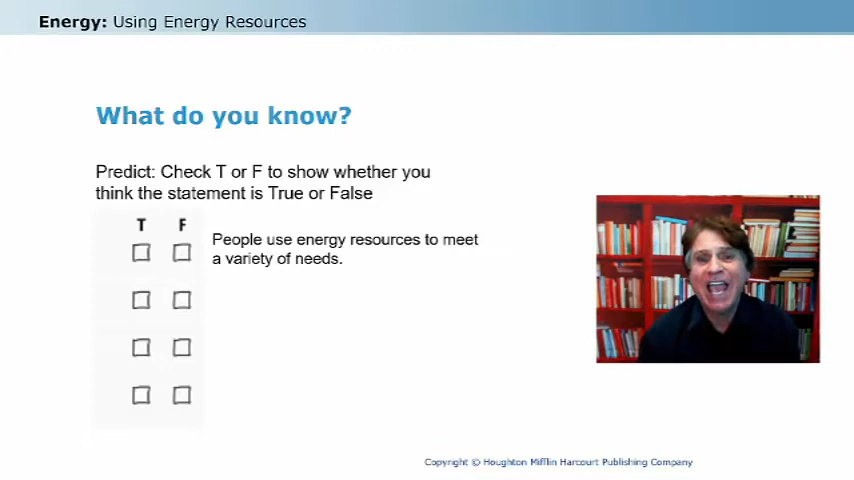 Energy: Using Energy Resources
What do you know?
Predict: Check T or F to show whether you
think the statement is True or False
T F
People use energy resources to meet
a variety of needs.
Copyright © Houghton Mifflin Harcourt Publishing Company